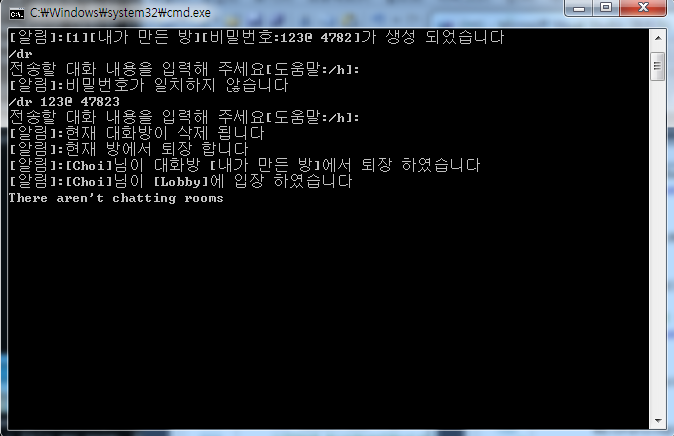 C:₩Windows₩system32₩cmd.exe
[알림]:[1][내가 만든 방][비밀번호:123@ 4782]가 생성 되었습니다
/dr
전송할 대화 내용을 입력해 주세요[도움말:/h]:
[알림]:비밀번호가 일치하지 않습니다
/dr 123@ 47823
전송할 대화 내용을 입력해 주세요[도움말:/h]:
[알림]:현재 대화방이 삭제 됩니다
[알림]:현재 방에서 퇴장 합니다
[알림]:[Choi]님이 대화방 [내가 만든 방]에서 퇴장 하였습니다
[알림]:[Choi]님이 [Lobby]에 입장 하였습니다
There aren't chatting rooms